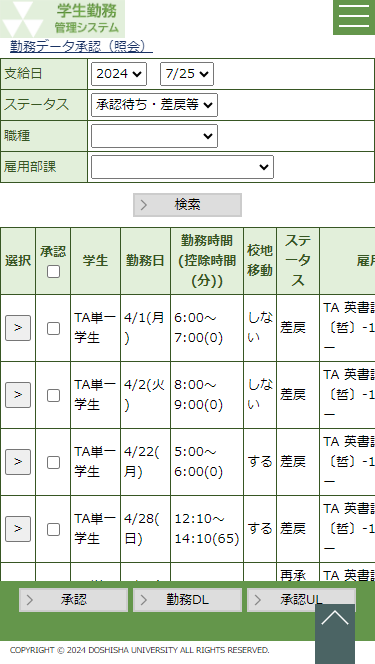 学生勤務
管理システム
勤務データ承認（照会）
支給日 2024 7/25
ステータス 承認待ち・差戻等
職種
雇用部課
検索
選択 承認 学生 勤務日 勤務時間(控除時間(分)) 校地移動 ステータス
> TA単一学生 4/1(月) 6:00～7:00(0) しない 差戻 TA 英書講
〔哲〕-1
> TA単一学生 4/2(火) 8:00～9:00(0) しない 差戻 TA 英書講
〔哲〕-1
> TA単一学生 4/22(月) 5:00～6:00(0) する 差戻 TA 英書講
〔哲〕-1
> TA単一学生 4/28(日) 12:10～14:10(65) する 差戻 TA 英書講
〔哲〕-1
再承 TA 英書講
承認 勤務DL 承認UL
COPYRIGHT © 2024 DOSHISHA UNIVERSITY ALL RIGHTS RESERVED.